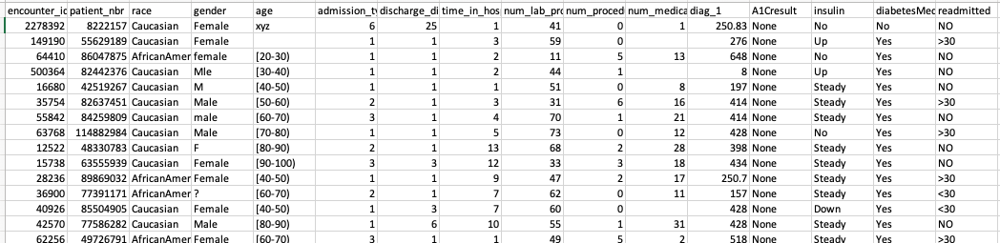 encounter_ic patient_nbr race gender age admission_ty discharge_di time_in_hos num_lab_pro num_proced num_medica diag_1 A1Cresult insulin diabetesMed readmitted
2278392 8222157 Caucasian Female xyz 6 25 1 41 0 1 250.83 None No No NO
149190 55629189 Caucasian Female 1 1 3 59 0 276 None Up Yes >30
64410 86047875 AfricanAmer female [20-30) 1 1 2 11 5 13 648 None No Yes NO
500364 82442376 Caucasian Mle [30-40) 1 1 2 44 1 8 None Up Yes NO
16680 42519267 Caucasian M [40-50) 1 1 1 51 0 8 197 None Steady Yes NO
35754 82637451 Caucasian Male [50-60) 2 1 3 31 6 16 414 None Steady Yes >30
55842 84259809 Caucasian male [60-70) 3 1 4 70 1 21 414 None Steady Yes NO
63768 114882984 Caucasian Male [70-80) 1 1 5 73 0 12 428 None No Yes >30
12522 48330783 Caucasian F [80-90) 2 1 13 68 2 28 398 None Steady Yes NO
15738 63555939 Caucasian Female [90-100) 3 3 12 33 3 18 434 None Steady Yes NO
28236 89869032 AfricanAmer Female [40-50) 1 1 9 47 2 17 250.7 None Steady Yes >30
36900 77391171 AfricanAmer ? [60-70) 2 1 7 62 0 11 157 None Steady Yes <30
40926 85504905 Caucasian Female [40-50) 1 3 7 60 0 428 None Down Yes <30
42570 77586282 Caucasian Male [80-90) 1 6 10 55 1 31 428 None Steady Yes NO
62256 49726791 AfricanAmer Female [60-70) 3 1 1 49 5 2 518 None Steady Yes >30